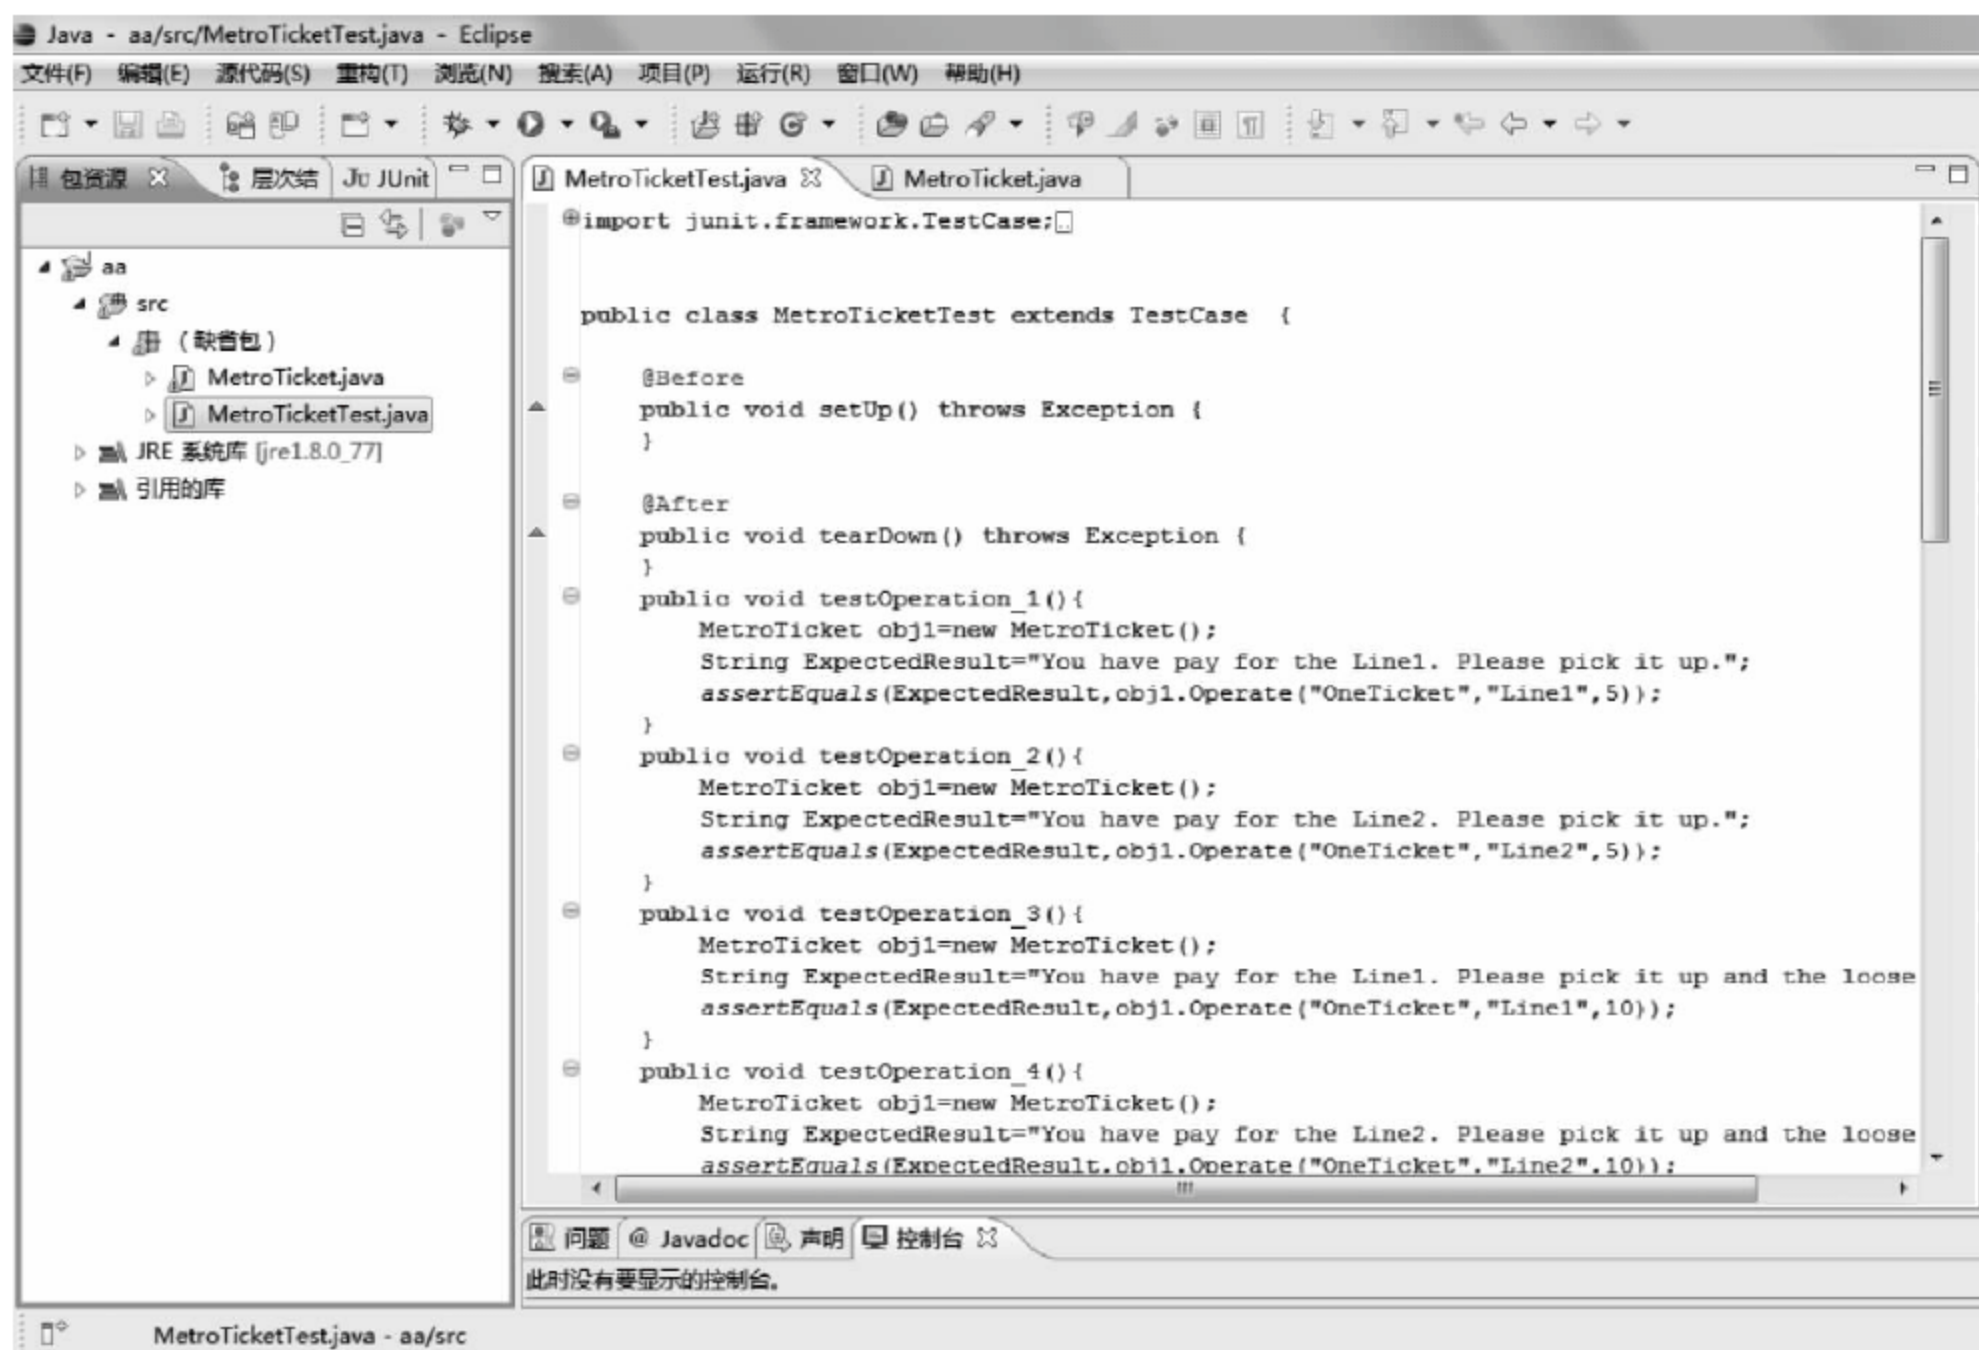 Java - aa/src/MetroTicketTest.java - Eclipse
文件(F) 编辑(E) 源代码(S) 重构(T) 浏览(N) 搜索(A) 项目(P) 运行(R) 窗口(W) 帮助(H)
包资源 层次结 Ju JUnit
MetroTicketTest.java MetroTicket.java
aa
src
(缺省包)
MetroTicket.java
MetroTicketTest.java
JRE 系统库 [jre1.8.0_77]
引用的库
import junit.framework.TestCase;
public class MetroTicketTest extends TestCase {
@Before
public void setUp() throws Exception {
}
@After
public void tearDown() throws Exception {
}
public void testOperation_1(){
MetroTicket obj1=new MetroTicket();
String ExpectedResult="You have pay for the Line1. Please pick it up.";
assertEquals(ExpectedResult,obj1.Operate("OneTicket","Line1",5));
}
public void testOperation_2(){
MetroTicket obj1=new MetroTicket();
String ExpectedResult="You have pay for the Line2. Please pick it up.";
assertEquals(ExpectedResult,obj1.Operate("OneTicket","Line2",5));
}
public void testOperation_3(){
MetroTicket obj1=new MetroTicket();
String ExpectedResult="You have pay for the Line1. Please pick it up and the loose
assertEquals(ExpectedResult,obj1.Operate("OneTicket","Line1",10));
}
public void testOperation_4(){
MetroTicket obj1=new MetroTicket();
String ExpectedResult="You have pay for the Line2. Please pick it up and the loose
assertEquals(ExpectedResult,obj1.Operate("OneTicket","Line2",10));
问题 @ Javadoc 声明 控制台
此时没有要显示的控制台。
MetroTicketTest.java - aa/src